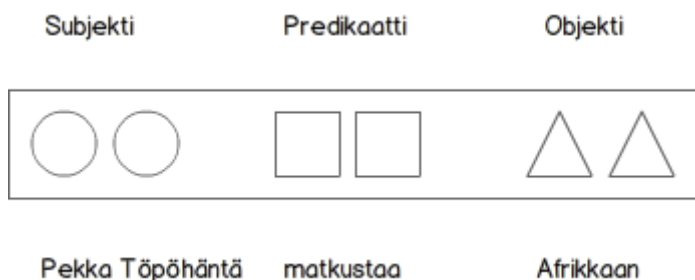 Subjekti Predikaatti Objekti
Pekka Töpöhäntä matkustaa Afrikkaan